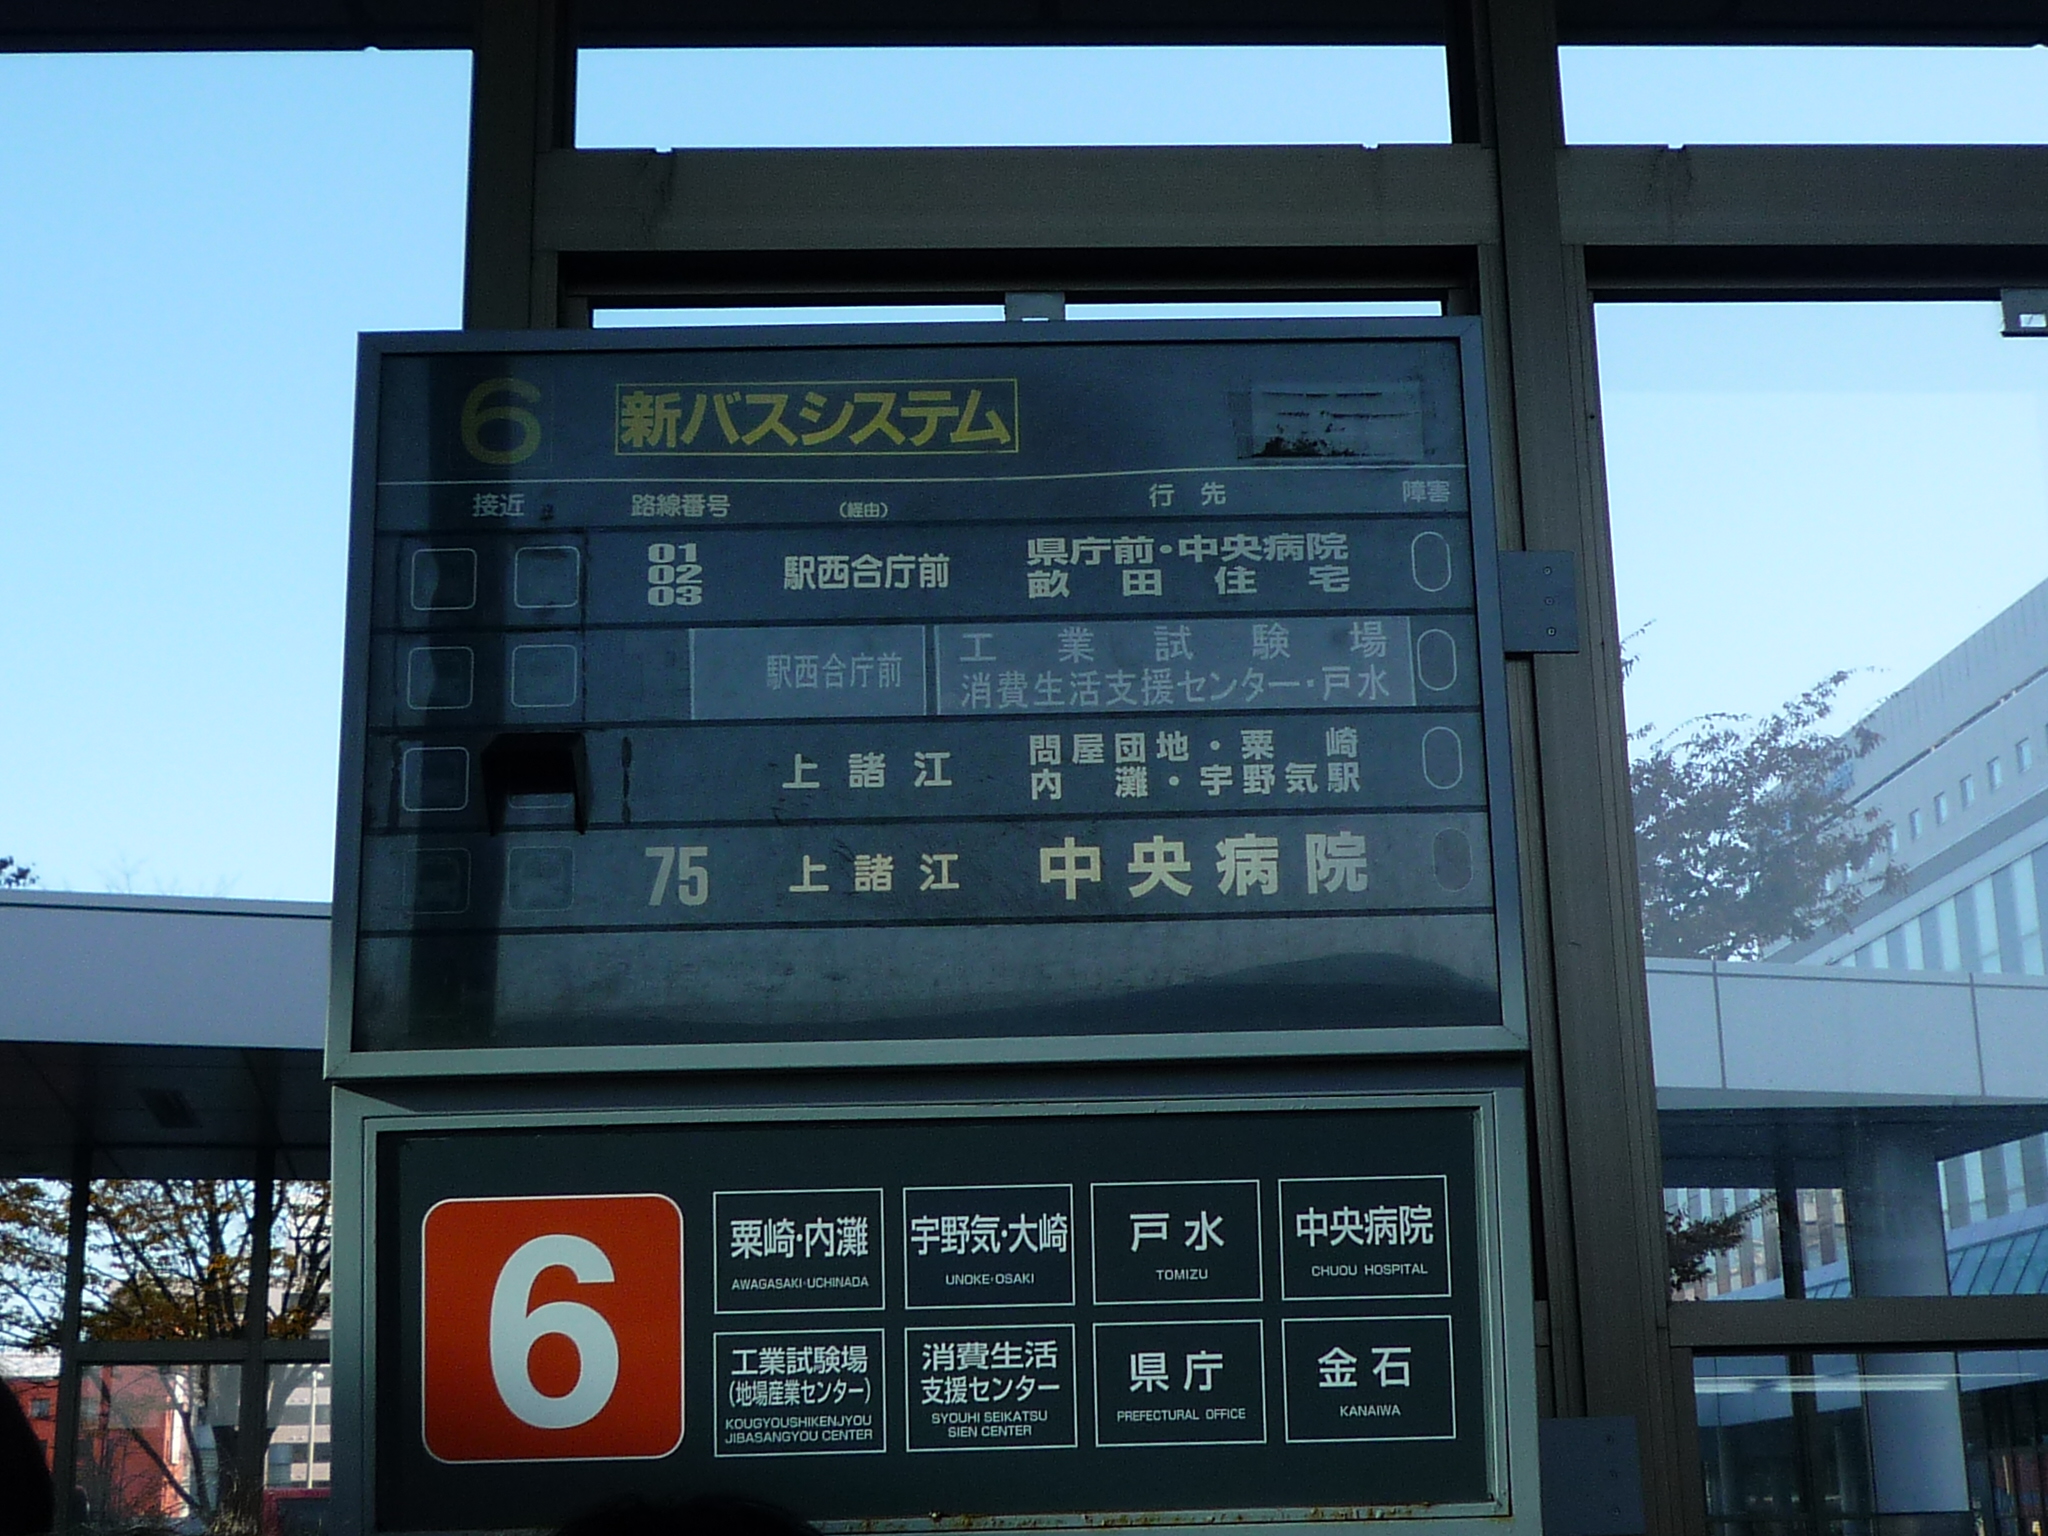 6 新バスシステム
接近 路線番号 (経由) 行先 障害
01 02 03 駅西合庁前 県庁前・中央病院
畝田住宅
駅西合庁前 工業試験場
消費生活支援センター・戸水
上諸江 問屋団地・粟崎
内灘・宇野気駅
75 上諸江 中央病院
6
粟崎・内灘
AWAGASAKI・UCHINADA
宇野気・大崎
UNOKE・OSAKI
戸水
TOMIZU
中央病院
CHUOU HOSPITAL
工業試験場
(地場産業センター)
KOUGYOUSHIKENJYOU
JIBASANGYOU CENTER
消費生活
支援センター
SYOUHI SEIKATSU
SIEN CENTER
県庁
PREFECTURAL OFFICE
金石
KANAIWA